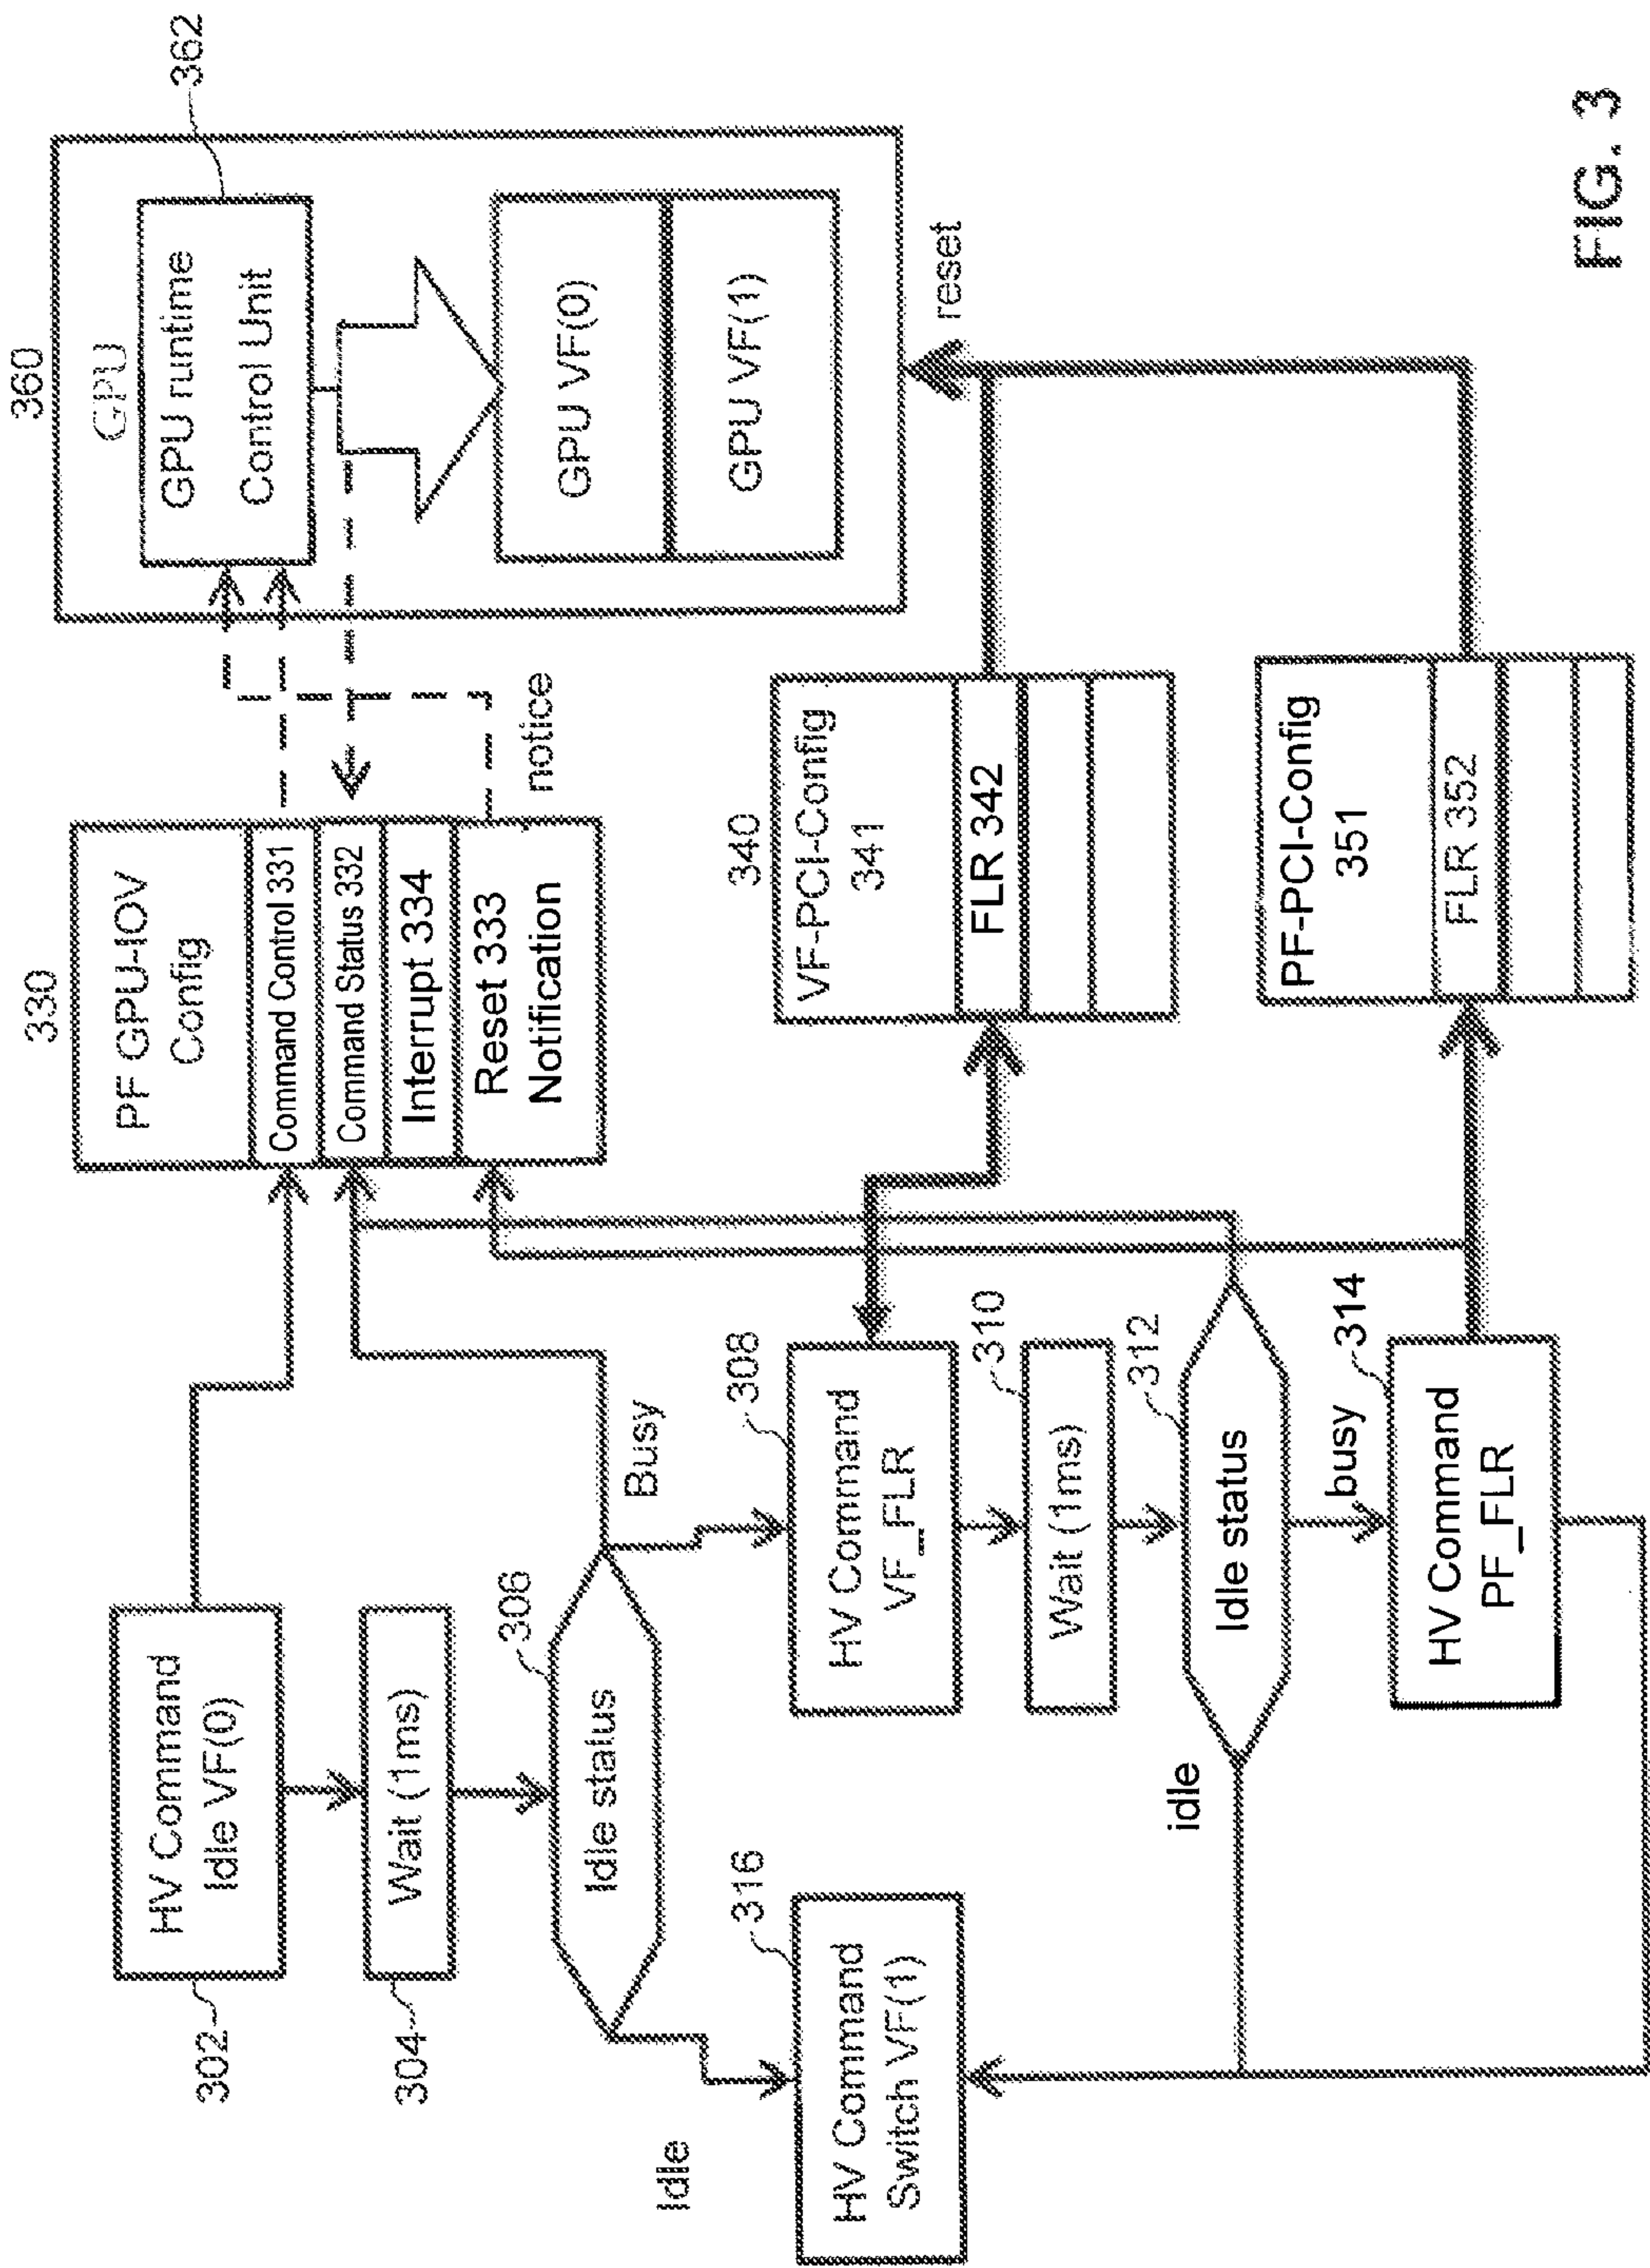 302
HV Command
Idle VF(0)
304
Wait (1ms)
306
Idle status
Idle
Busy
316
HV Command
Switch VF(1)
308
HV Command
VF_FLR
310
Wait (1ms)
312
Idle status
idle
busy
314
HV Command
PF_FLR
330
PF GPU-IOV
Config
Command Control 331
Command Status 332
Interrupt 334
Reset 333
Notification
notice
340
VF-PCI-Config
341
FLR 342
PF-PCI-Config
351
FLR 352
360
GPU
GPU runtime
Control Unit
362
GPU VF(0)
GPU VF(1)
reset
FIG. 3